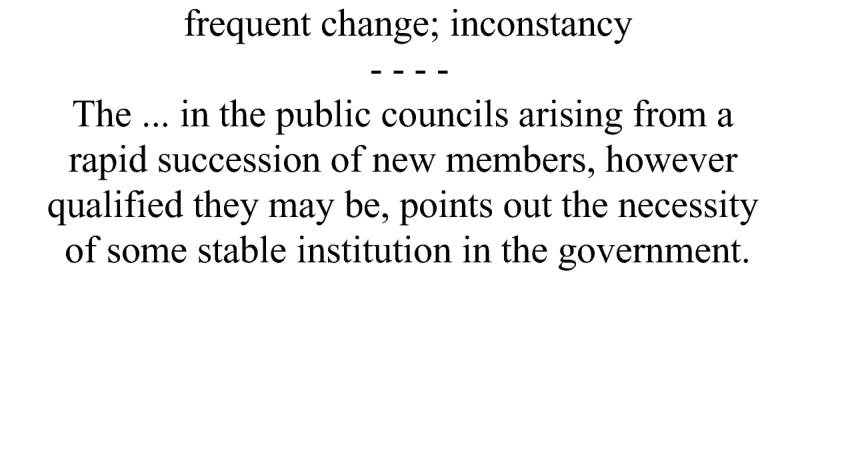 frequent change; inconstancy
- - - -
The ... in the public councils arising from a
rapid succession of new members, however
qualified they may be, points out the necessity
of some stable institution in the government.